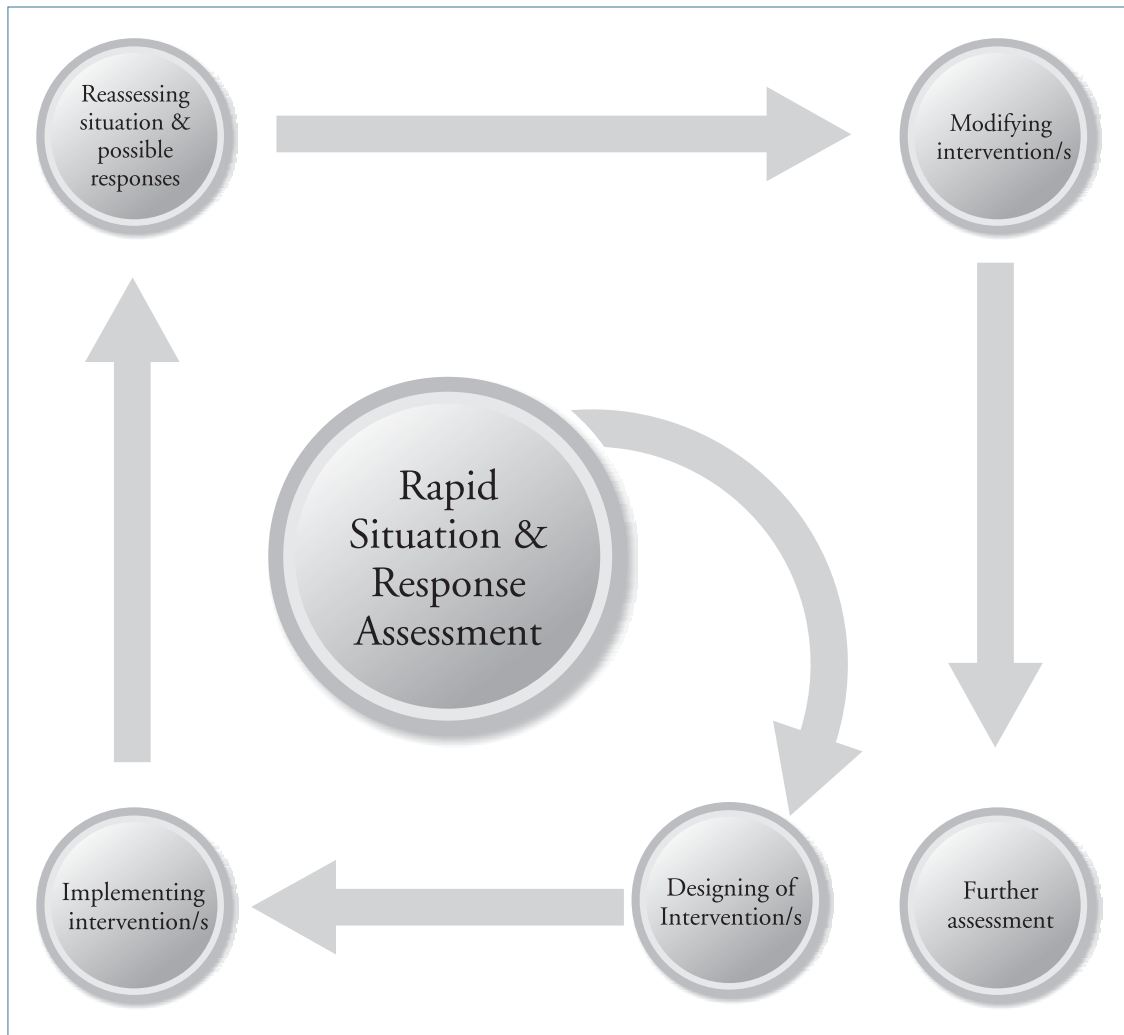 Reassessing
situation &
possible
responses
Modifying
intervention/s
Rapid
Situation &
Response
Assessment
Implementing
intervention/s
Designing of
Intervention/s
Further
assessment